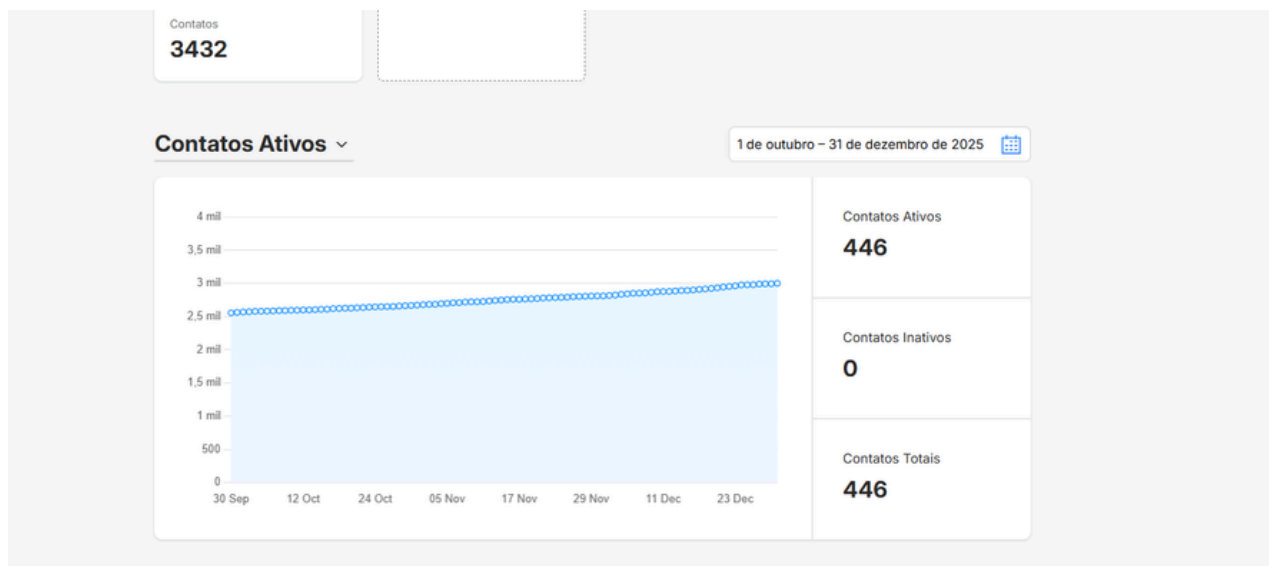 Contatos
3432
Contatos Ativos
1 de outubro – 31 de dezembro de 2025
4 mil
3,5 mil
3 mil
2,5 mil
2 mil
1,5 mil
1 mil
500
0
30 Sep 12 Oct 24 Oct 05 Nov 17 Nov 29 Nov 11 Dec 23 Dec
Contatos Ativos
446
Contatos Inativos
0
Contatos Totais
446